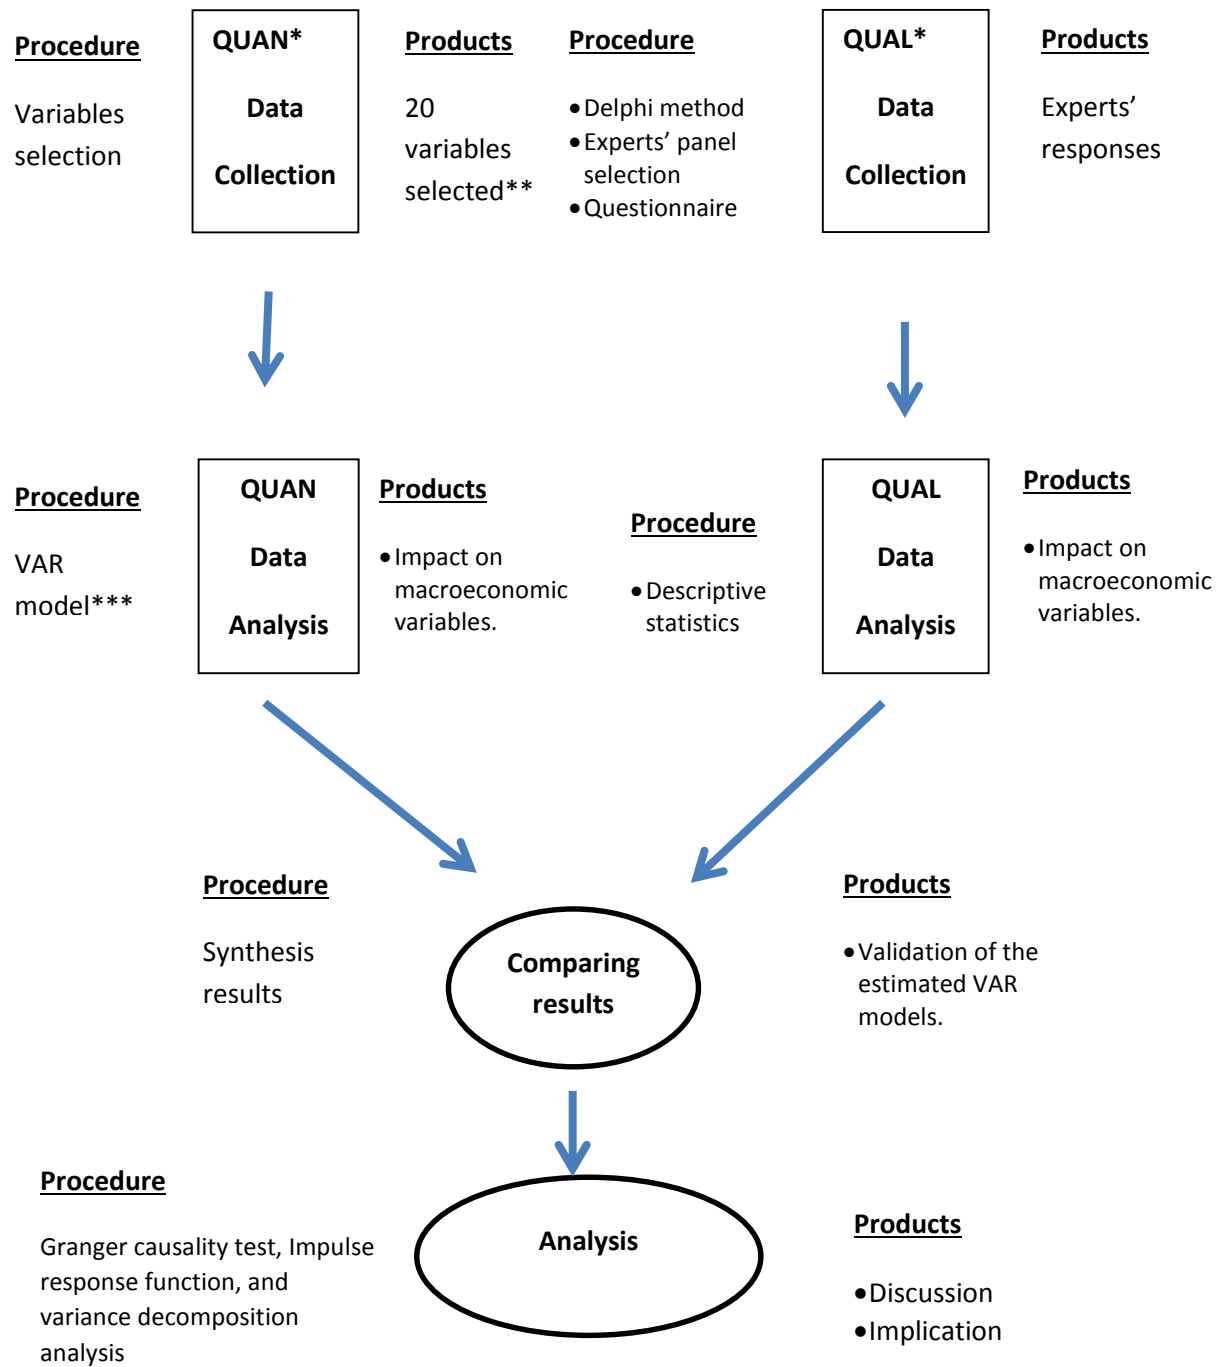 Procedure
Variables
selection
QUAN*
Data
Collection
Products
20
variables
selected**
Procedure
•Delphi method
•Experts' panel
selection
•Questionnaire
QUAL*
Data
Collection
Products
Experts'
responses
Procedure
VAR
model***
QUAN
Data
Analysis
Products
•Impact on
macroeconomic
variables.
Procedure
•Descriptive
statistics
QUAL
Data
Analysis
Products
•Impact on
macroeconomic
variables.
Procedure
Synthesis
results
Comparing
results
Products
•Validation of the
estimated VAR
models.
Procedure
Granger causality test, Impulse
response function, and
variance decomposition
analysis
Analysis
Products
•Discussion
•Implication